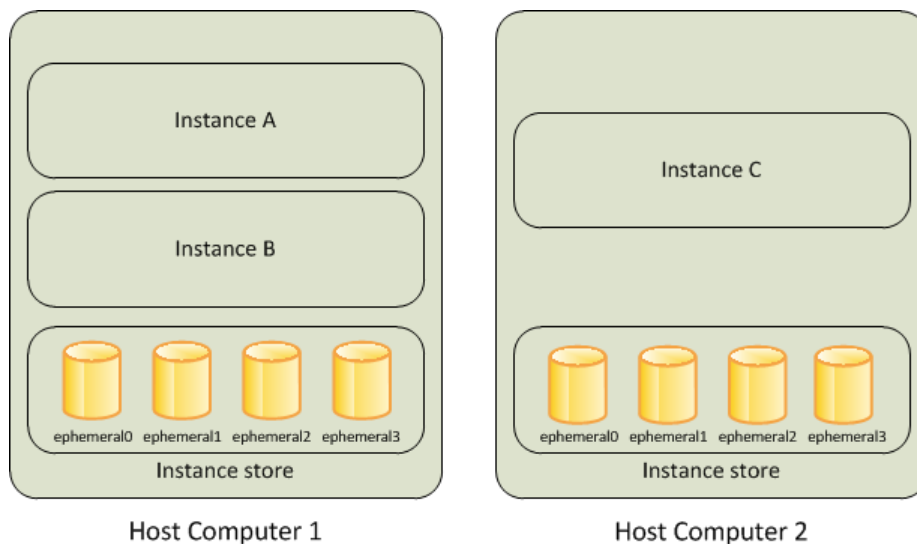 Instance A
Instance B
ephemeral0 ephemeral1 ephemeral2 ephemeral3
Instance store
Host Computer 1
Instance C
ephemeral0 ephemeral1 ephemeral2 ephemeral3
Instance store
Host Computer 2